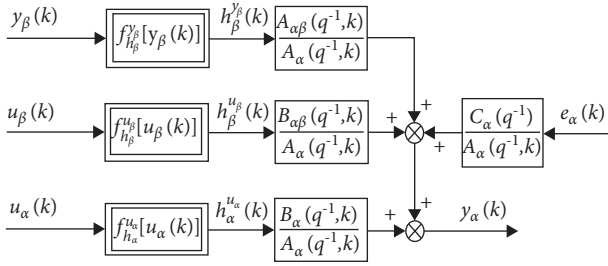 y_β(k) f^{y_β}_{h_β}[y_β(k)] h^{y_β}_β(k) A_{αβ}(q^{-1},k) / A_α(q^{-1},k)
+
u_β(k) f^{u_β}_{h_β}[u_β(k)] h^{u_β}_β(k) B_{αβ}(q^{-1},k) / A_α(q^{-1},k) + + C_α(q^{-1}) / A_α(q^{-1},k) e_α(k)
+
u_α(k) f^{u_α}_{h_α}[u_α(k)] h^{u_α}_α(k) B_α(q^{-1},k) / A_α(q^{-1},k) + y_α(k)